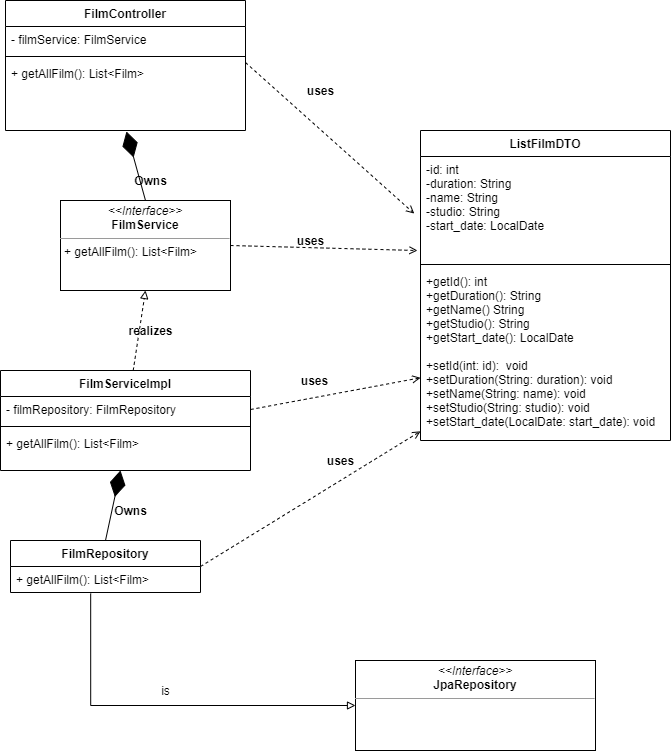 FilmController
- filmService: FilmService
+ getAllFilm(): List<Film>
uses
Owns
<<Interface>>
FilmService
+ getAllFilm(): List<Film>
uses
ListFilmDTO
-id: int
-duration: String
-name: String
-studio: String
-start_date: LocalDate
+getId(): int
+getDuration(): String
+getName() String
+getStudio(): String
+getStart_date(): LocalDate
+setId(int: id): void
+setDuration(String: duration): void
+setName(String: name): void
+setStudio(String: studio): void
+setStart_date(LocalDate: start_date): void
realizes
FilmServiceImpl
- filmRepository: FilmRepository
+ getAllFilm(): List<Film>
uses
Owns
uses
FilmRepository
+ getAllFilm(): List<Film>
is
<<Interface>>
JpaRepository